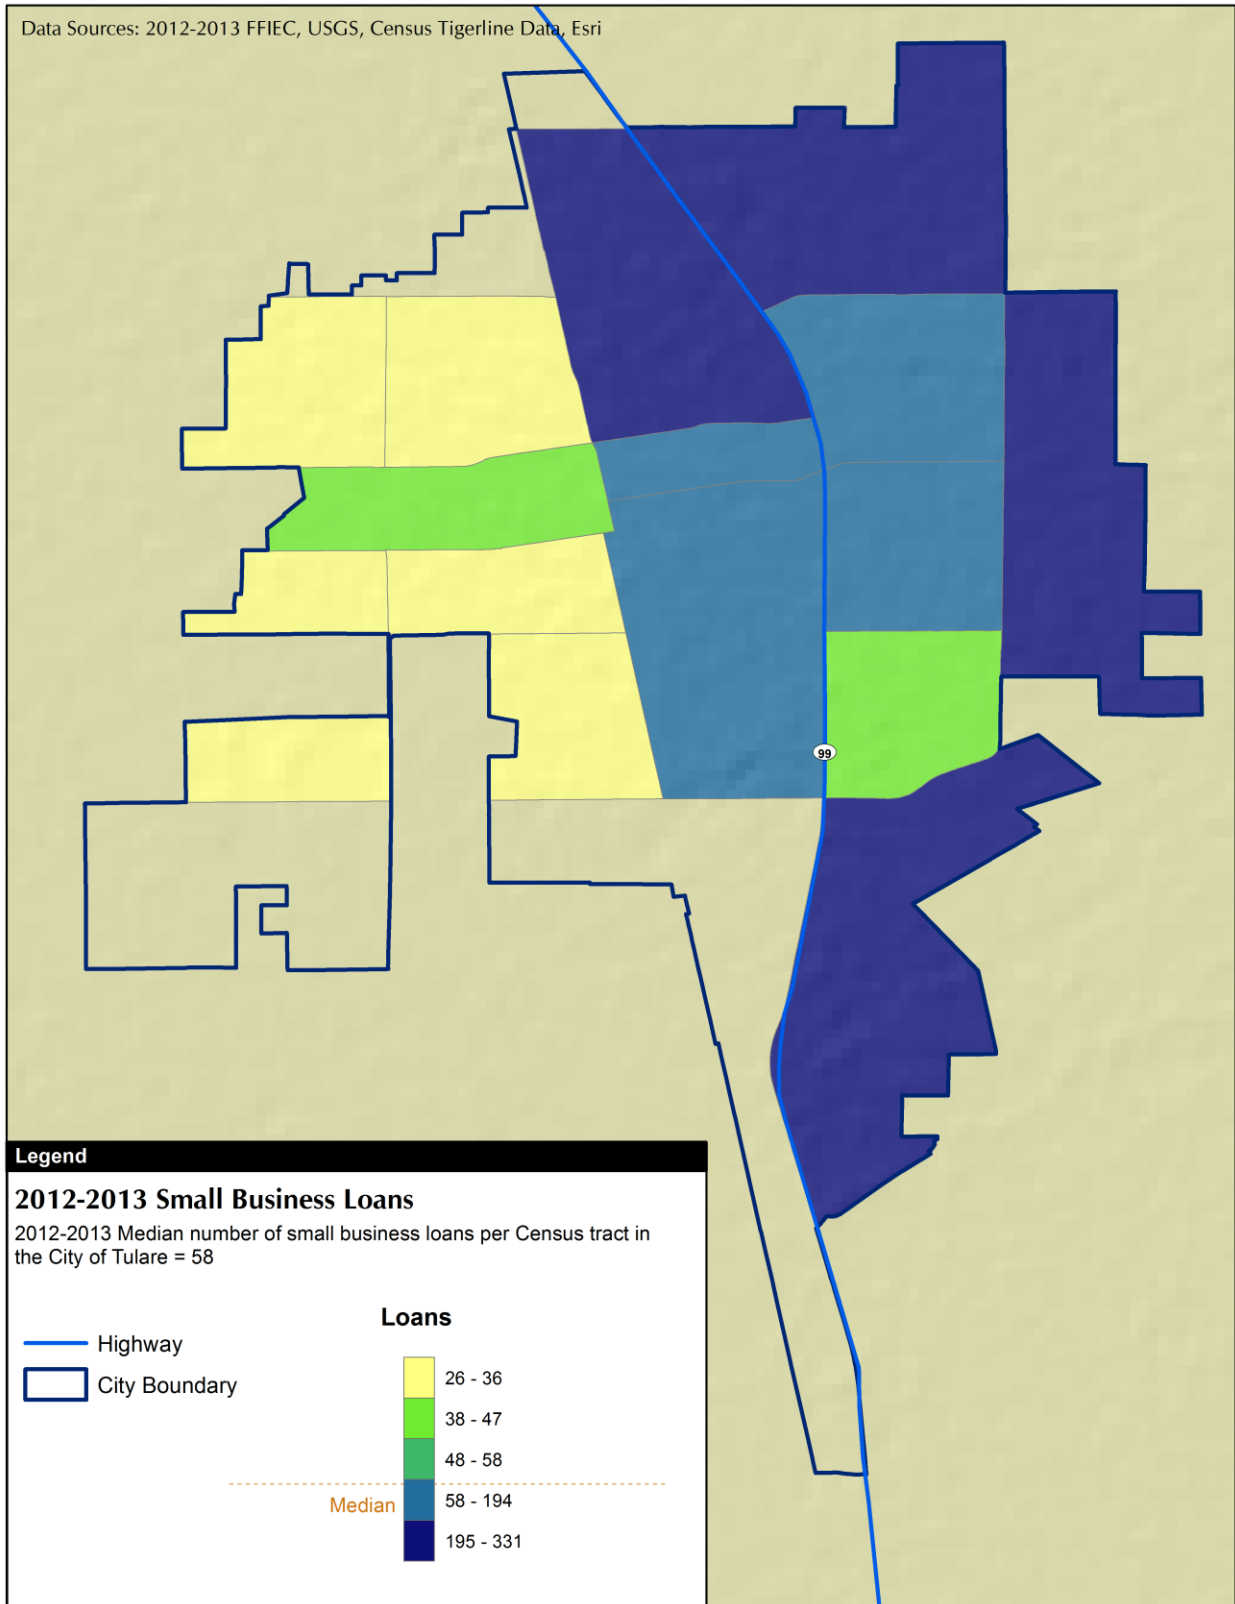 Data Sources: 2012-2013 FFIEC, USGS, Census Tigerline Data, Esri
99
Legend
2012-2013 Small Business Loans
2012-2013 Median number of small business loans per Census tract in
the City of Tulare = 58
Highway
City Boundary
Loans
26 - 36
38 - 47
48 - 58
Median
58 - 194
195 - 331